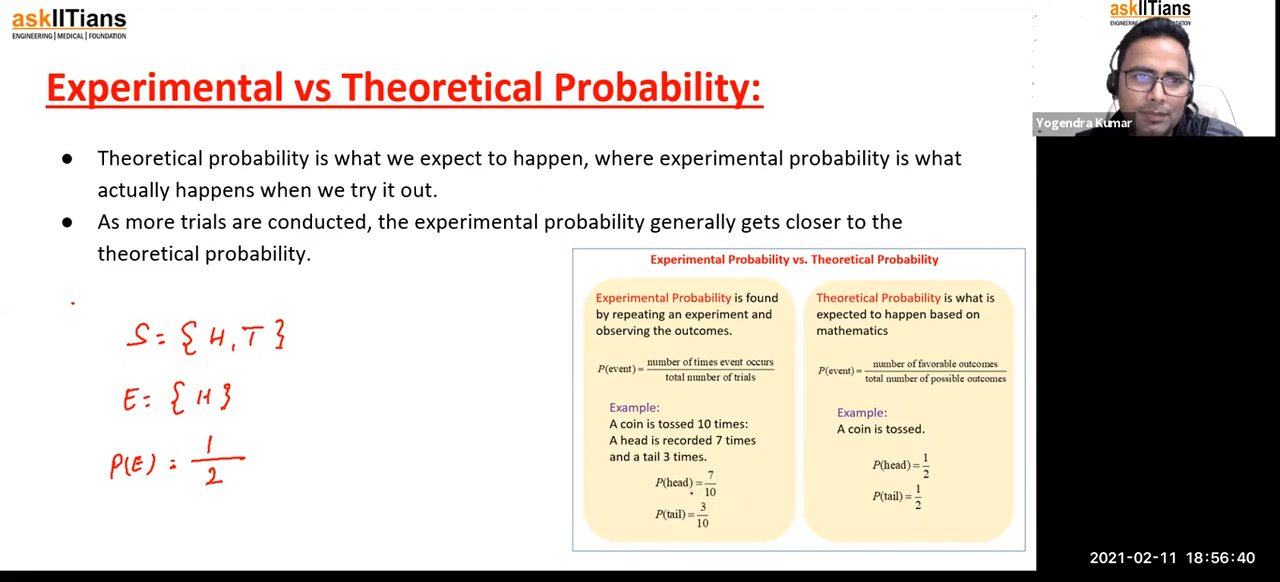 askIITians
ENGINEERING | MEDICAL | FOUNDATION
askIITians
Yogendra Kumar
Experimental vs Theoretical Probability:
● Theoretical probability is what we expect to happen, where experimental probability is what
actually happens when we try it out.
● As more trials are conducted, the experimental probability generally gets closer to the
theoretical probability.
S = { H, T }
E = { H }
P(E) = 1/2
Experimental Probability vs. Theoretical Probability
Experimental Probability is found
by repeating an experiment and
observing the outcomes.
P(event) = number of times event occurs / total number of trials
Example:
A coin is tossed 10 times:
A head is recorded 7 times
and a tail 3 times.
P(head) = 7/10
P(tail) = 3/10
Theoretical Probability is what is
expected to happen based on
mathematics
P(event) = number of favorable outcomes / total number of possible outcomes
Example:
A coin is tossed.
P(head) = 1/2
P(tail) = 1/2
2021-02-11 18:56:40